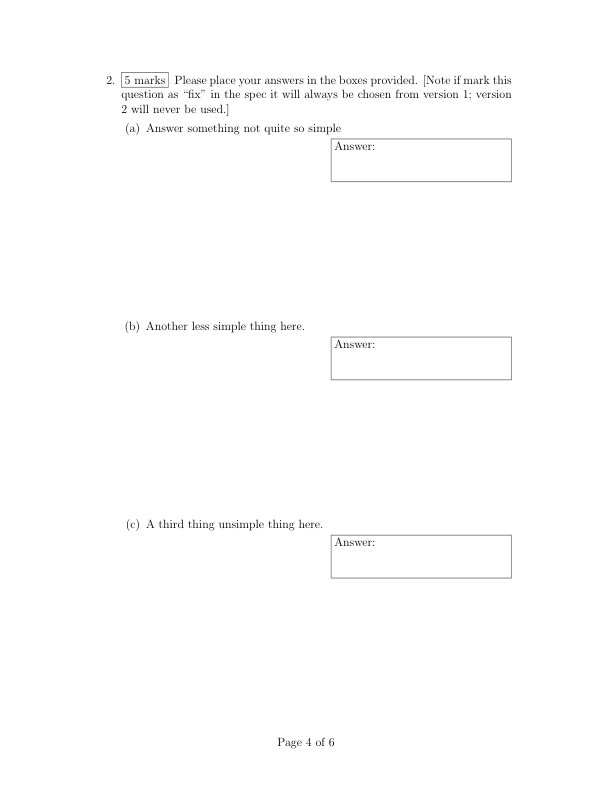 2. 5 marks Please place your answers in the boxes provided. [Note if mark this
question as “fix” in the spec it will always be chosen from version 1; version
2 will never be used.]
(a) Answer something not quite so simple
Answer:
(b) Another less simple thing here.
Answer:
(c) A third thing unsimple thing here.
Answer:
Page 4 of 6